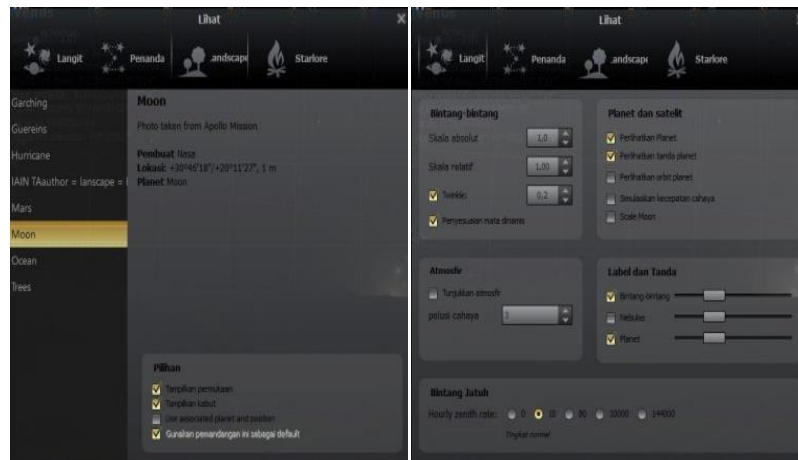 Lihat
X
Langit
Penanda
andscape
Starlore
Garching
Guereins
Hurricane
IAIN TAauthor = lanscape =
Mars
Moon
Ocean
Trees
Moon
Photo taken from Apollo Mission
Pembuat Nasa
Lokasi: +30°46'18"/+20°11'27", 1 m
Planet Moon
Pilihan
Tampilkan permukaan
Tampilkan kabut
Use associated planet and position
Gunakan pemandangan ini sebagai default
Lihat
Langit
Penanda
andscape
Starlore
Bintang-bintang
Skala absolut 1,0
Skala relatif 1,00
Twinkle: 0,2
Penyesuaian mata dinamis
Planet dan satelit
Perlihatkan Planet
Perlihatkan tanda planet
Perlihatkan orbit planet
Simulasikan kecepatan cahaya
Scale Moon
Atmosfir
Tunjukkan atmosfir
polusi cahaya 3
Label dan Tanda
Bintang-bintang
Nebulas
Planet
Bintang Jatuh
Hourly zenith rate: 0 10 80 10000 144000
Tingkat normal